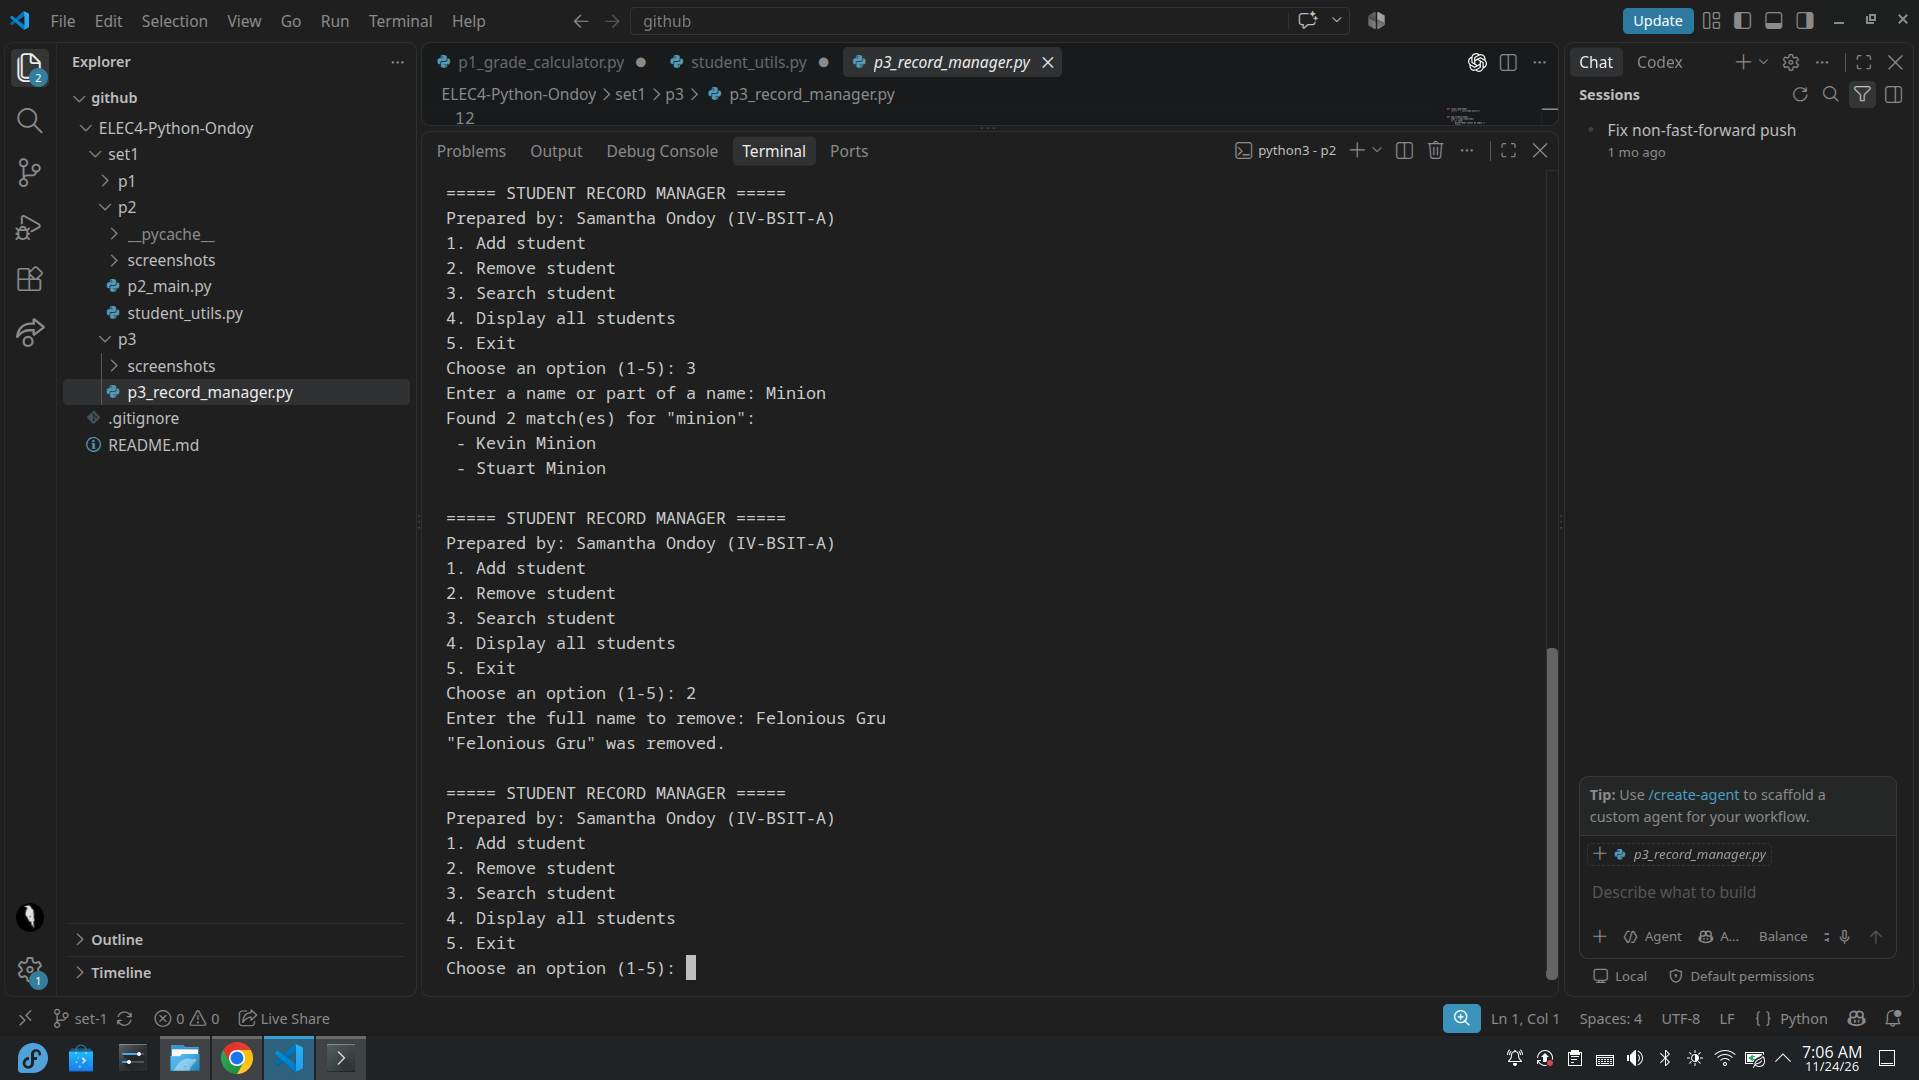 File Edit Selection View Go Run Terminal Help
github
Update
Explorer
github
ELEC4-Python-Ondoy
set1
p1
p2
__pycache__
screenshots
p2_main.py
student_utils.py
p3
screenshots
p3_record_manager.py
.gitignore
README.md
Outline
Timeline
p1_grade_calculator.py
student_utils.py
p3_record_manager.py
ELEC4-Python-Ondoy > set1 > p3 > p3_record_manager.py
12
Problems Output Debug Console Terminal Ports
python3 - p2
===== STUDENT RECORD MANAGER =====
Prepared by: Samantha Ondoy (IV-BSIT-A)
1. Add student
2. Remove student
3. Search student
4. Display all students
5. Exit
Choose an option (1-5): 3
Enter a name or part of a name: Minion
Found 2 match(es) for "minion":
- Kevin Minion
- Stuart Minion
===== STUDENT RECORD MANAGER =====
Prepared by: Samantha Ondoy (IV-BSIT-A)
1. Add student
2. Remove student
3. Search student
4. Display all students
5. Exit
Choose an option (1-5): 2
Enter the full name to remove: Felonious Gru
"Felonious Gru" was removed.
===== STUDENT RECORD MANAGER =====
Prepared by: Samantha Ondoy (IV-BSIT-A)
1. Add student
2. Remove student
3. Search student
4. Display all students
5. Exit
Choose an option (1-5):
Chat Codex
Sessions
Fix non-fast-forward push
1 mo ago
Tip: Use /create-agent to scaffold a
custom agent for your workflow.
p3_record_manager.py
Describe what to build
Agent A... Balance
Local Default permissions
2
1
set-1 0 0 Live Share
Ln 1, Col 1 Spaces: 4 UTF-8 LF { } Python
7:06 AM
11/24/26